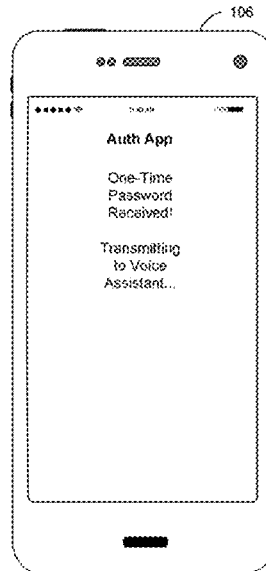 106
Auth App
One-Time
Password
Received!
Transmitting
to Voice
Assistant...